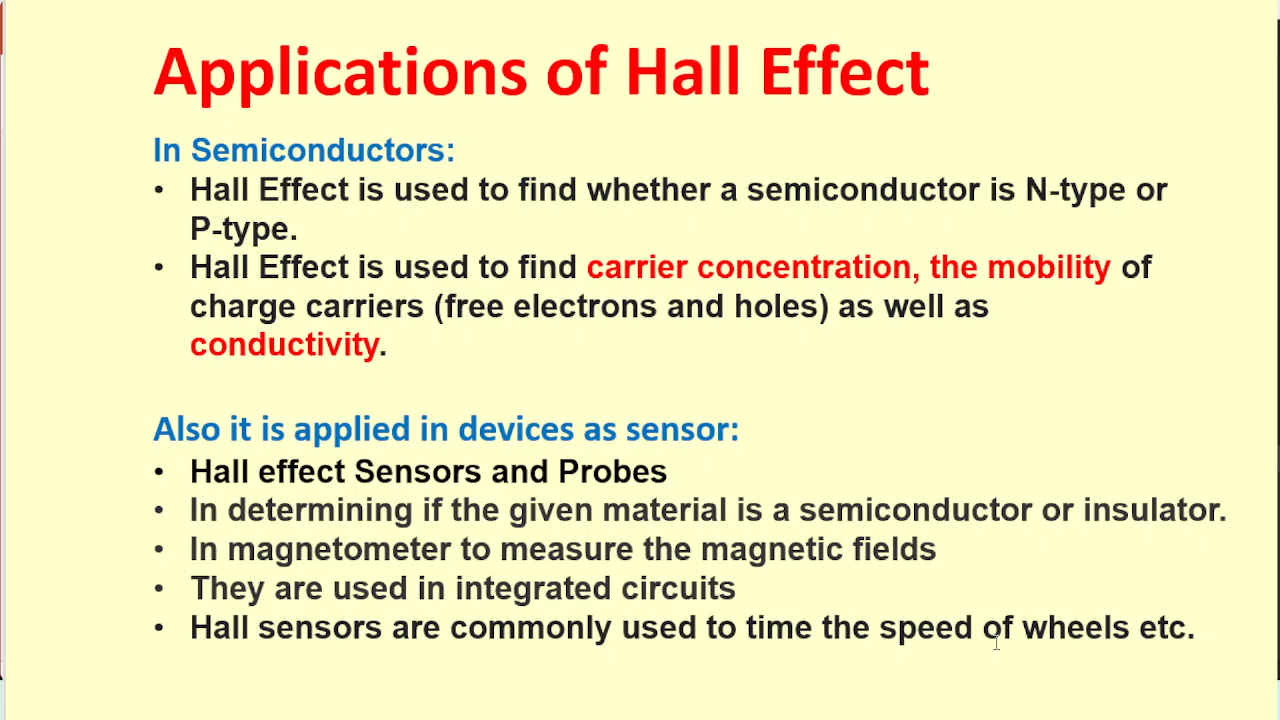 Applications of Hall Effect
In Semiconductors:
• Hall Effect is used to find whether a semiconductor is N-type or
P-type.
• Hall Effect is used to find carrier concentration, the mobility of
charge carriers (free electrons and holes) as well as
conductivity.
Also it is applied in devices as sensor:
• Hall effect Sensors and Probes
• In determining if the given material is a semiconductor or insulator.
• In magnetometer to measure the magnetic fields
• They are used in integrated circuits
• Hall sensors are commonly used to time the speed of wheels etc.